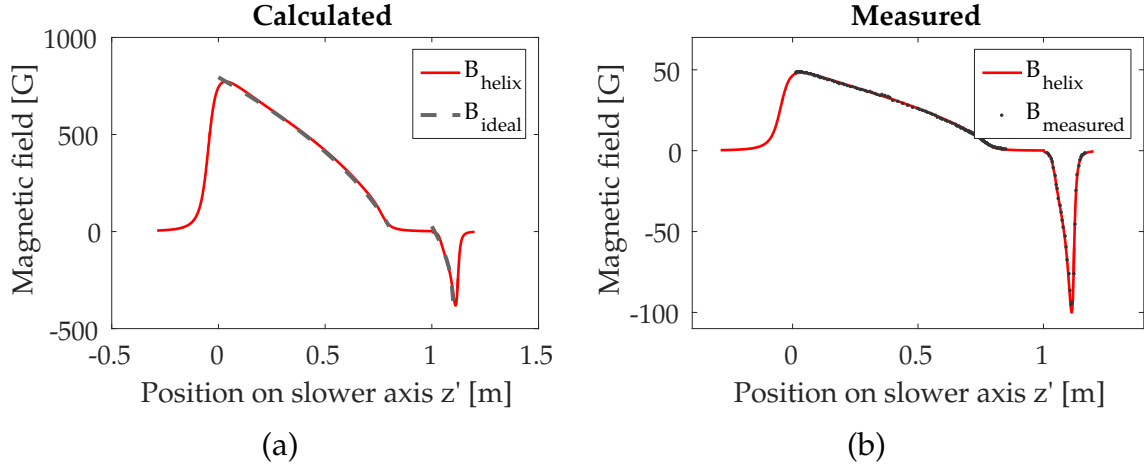 Calculated
1000
500
0
-500
-0.5
0
0.5
1
1.5
Magnetic field [G]
Position on slower axis z' [m]
B_helix
B_ideal
(a)
Measured
50
0
-50
-100
0
0.5
1
Magnetic field [G]
Position on slower axis z' [m]
B_helix
B_measured
(b)